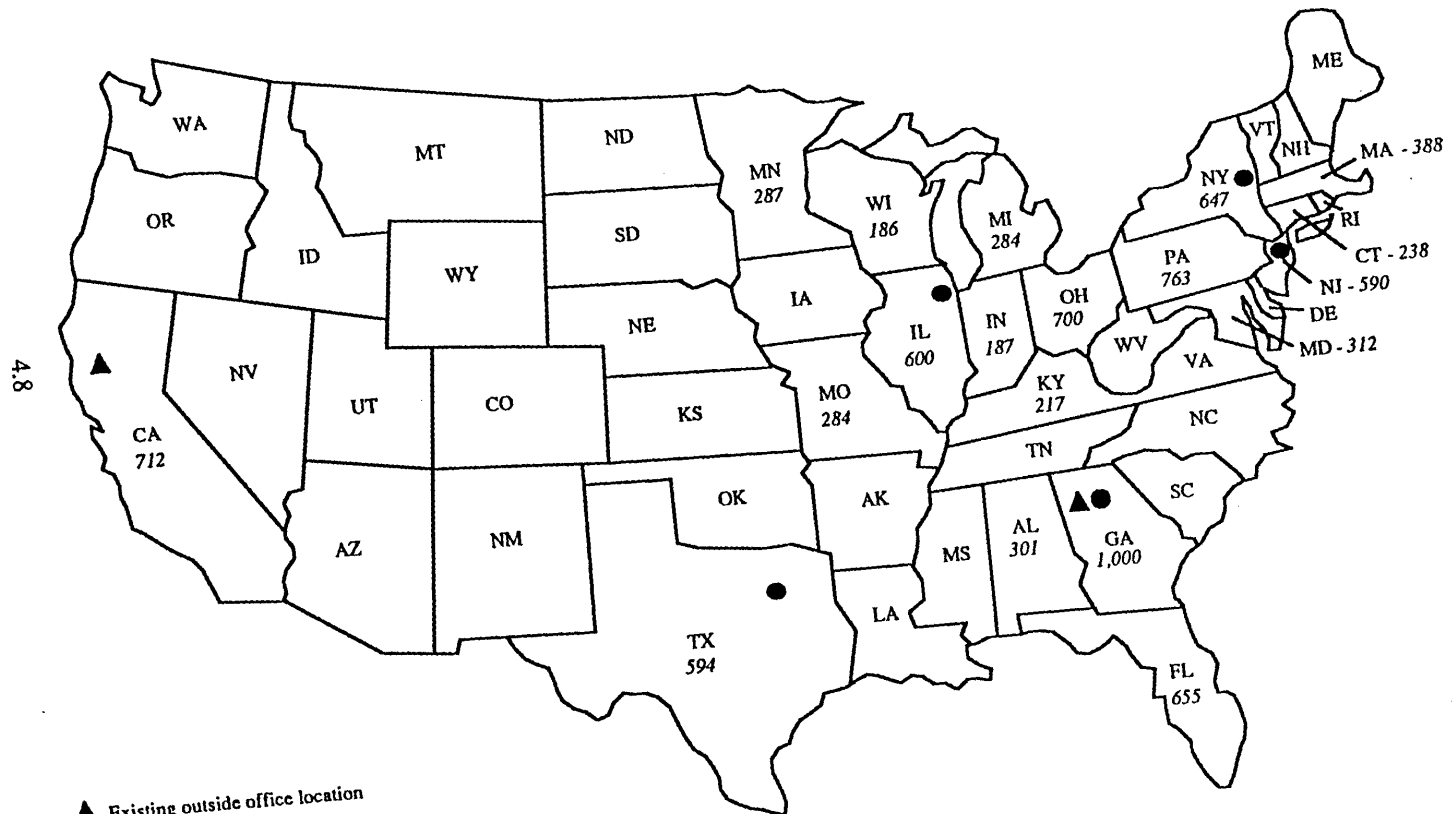 ME
WA
MT
ND
MN
287
VT
NH
MA - 388
OR
ID
SD
WI
186
MI
284
NY
647
RI
CT - 238
WY
PA
763
NJ - 590
DE
MD - 312
IA
NE
IL
600
IN
187
OH
700
WV
VA
4.8
NV
UT
CO
KS
MO
284
KY
217
NC
CA
712
TN
OK
AK
SC
AZ
NM
MS
AL
301
GA
1,000
TX
594
LA
FL
655
Existing outside office location